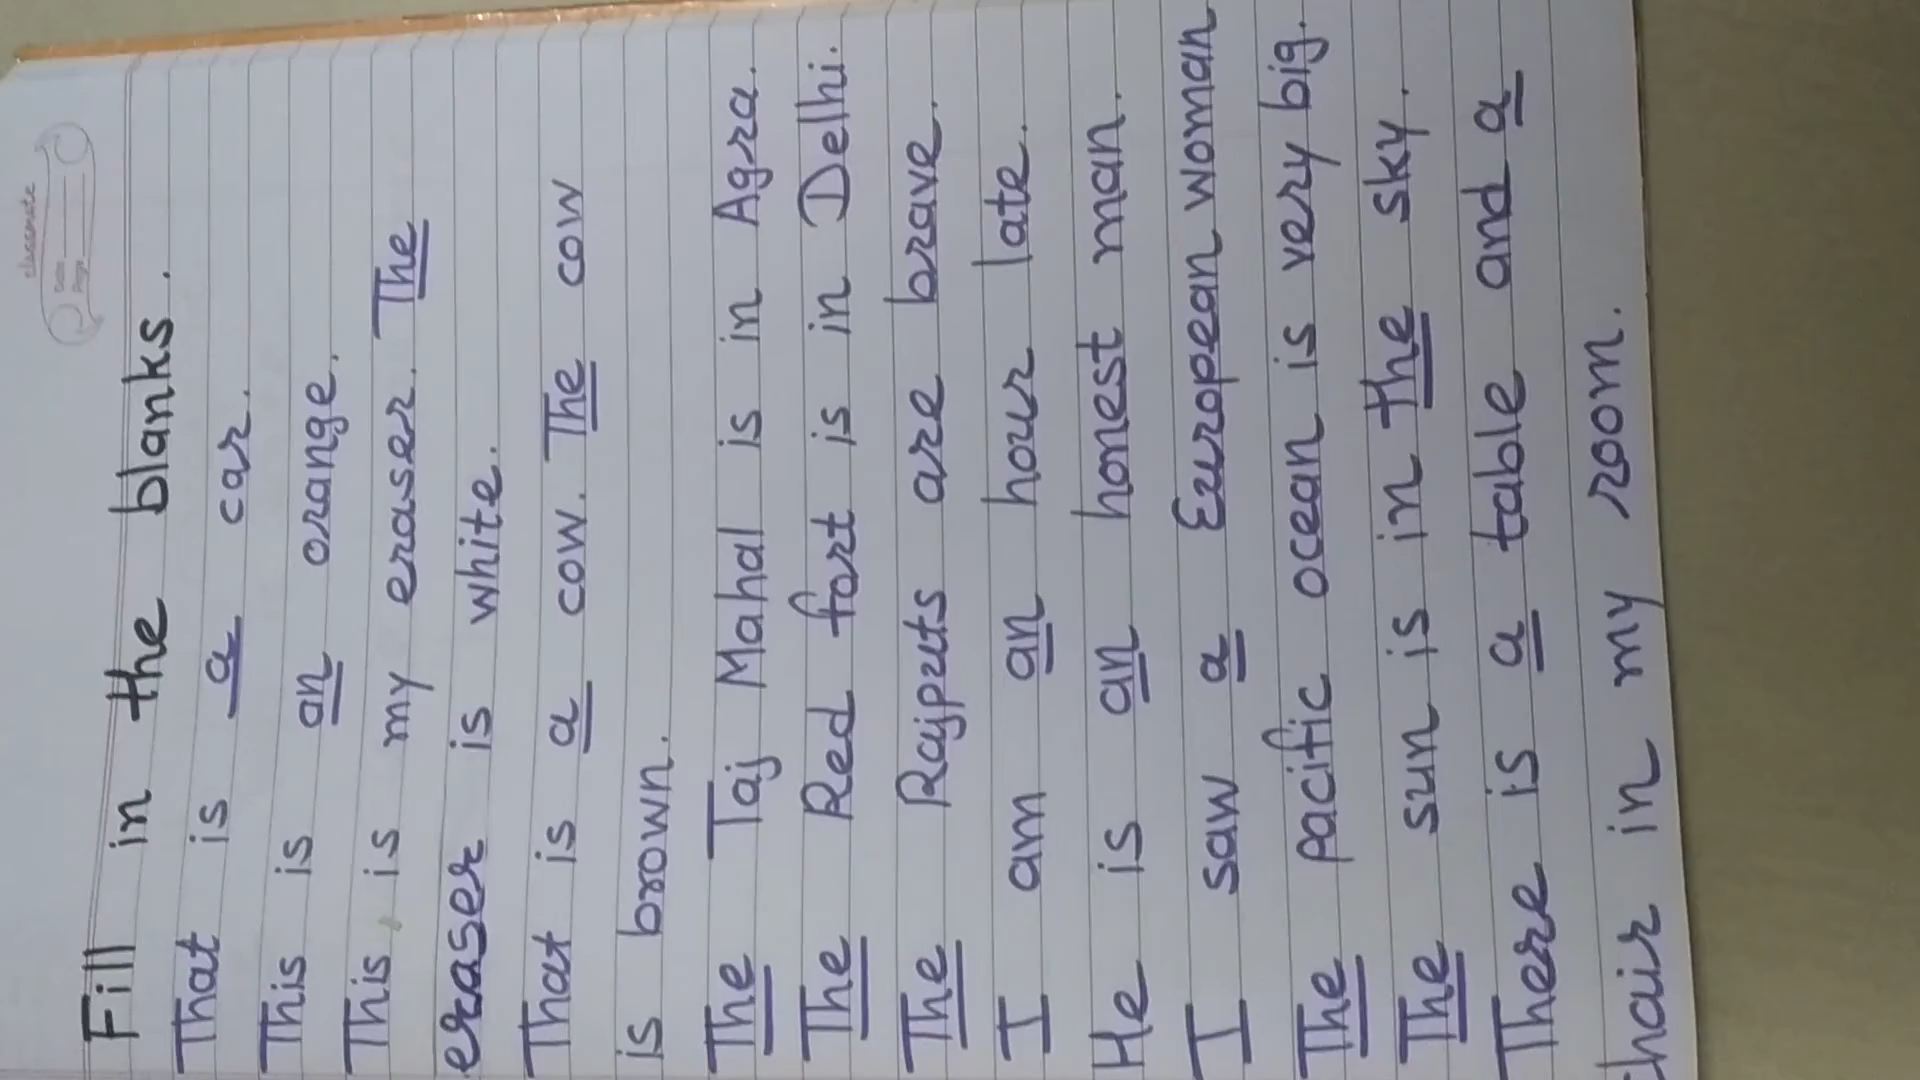 classmate
Date
Page
Fill in the blanks.
That is a car.
This is an orange.
This is my eraser. The
eraser is white.
That is a cow. The cow
is brown.
The Taj Mahal is in Agra.
The Red fort is in Delhi.
The Rajputs are brave.
I am an hour late.
He is an honest man.
I saw a European woman
The pacific ocean is very big.
The sun is in the sky.
There is a table and a
chair in my room.